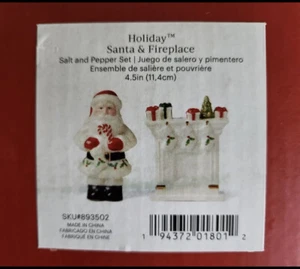 Holiday™
Santa & Fireplace
Salt and Pepper Set | Juego de salero y pimentero
Ensemble de salière et pouvrière
4.5in (11,4cm)
SKU#893502
MADE IN CHINA
FABRICADO EN CHINA
FABRIQUÉ EN CHINE
1 94372 01801 2